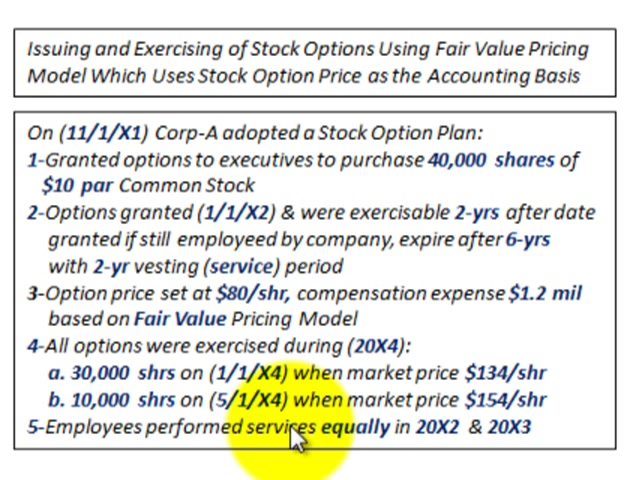 Issuing and Exercising of Stock Options Using Fair Value Pricing
Model Which Uses Stock Option Price as the Accounting Basis
On (11/1/X1) Corp-A adopted a Stock Option Plan:
1-Granted options to executives to purchase 40,000 shares of
$10 par Common Stock
2-Options granted (1/1/X2) & were exercisable 2-yrs after date
granted if still employeed by company, expire after 6-yrs
with 2-yr vesting (service) period
3-Option price set at $80/shr, compensation expense $1.2 mil
based on Fair Value Pricing Model
4-All options were exercised during (20X4):
a. 30,000 shrs on (1/1/X4) when market price $134/shr
b. 10,000 shrs on (5/1/X4) when market price $154/shr
5-Employees performed services equally in 20X2 & 20X3